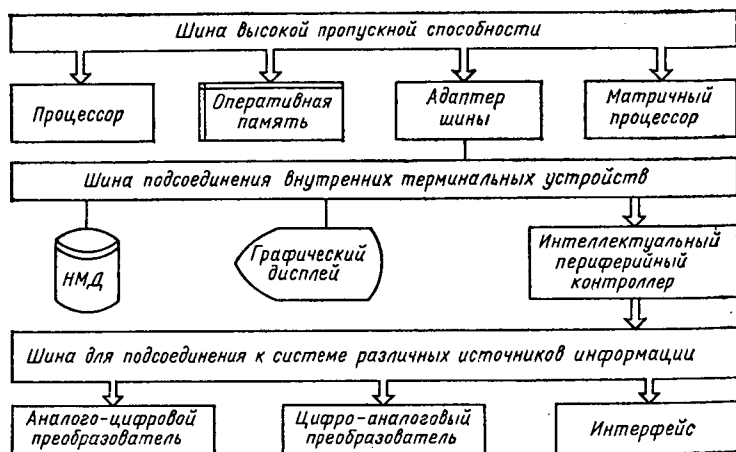 Шина высокой пропускной способности
Процессор
Оперативная
память
Адаптер
шины
Матричный
процессор
Шина подсоединения внутренних терминальных устройств
НМД
Графический
дисплей
Интеллектуальный
периферийный
контроллер
Шина для подсоединения к системе различных источников информации
Аналого-цифровой
преобразователь
Цифро-аналоговый
преобразователь
Интерфейс